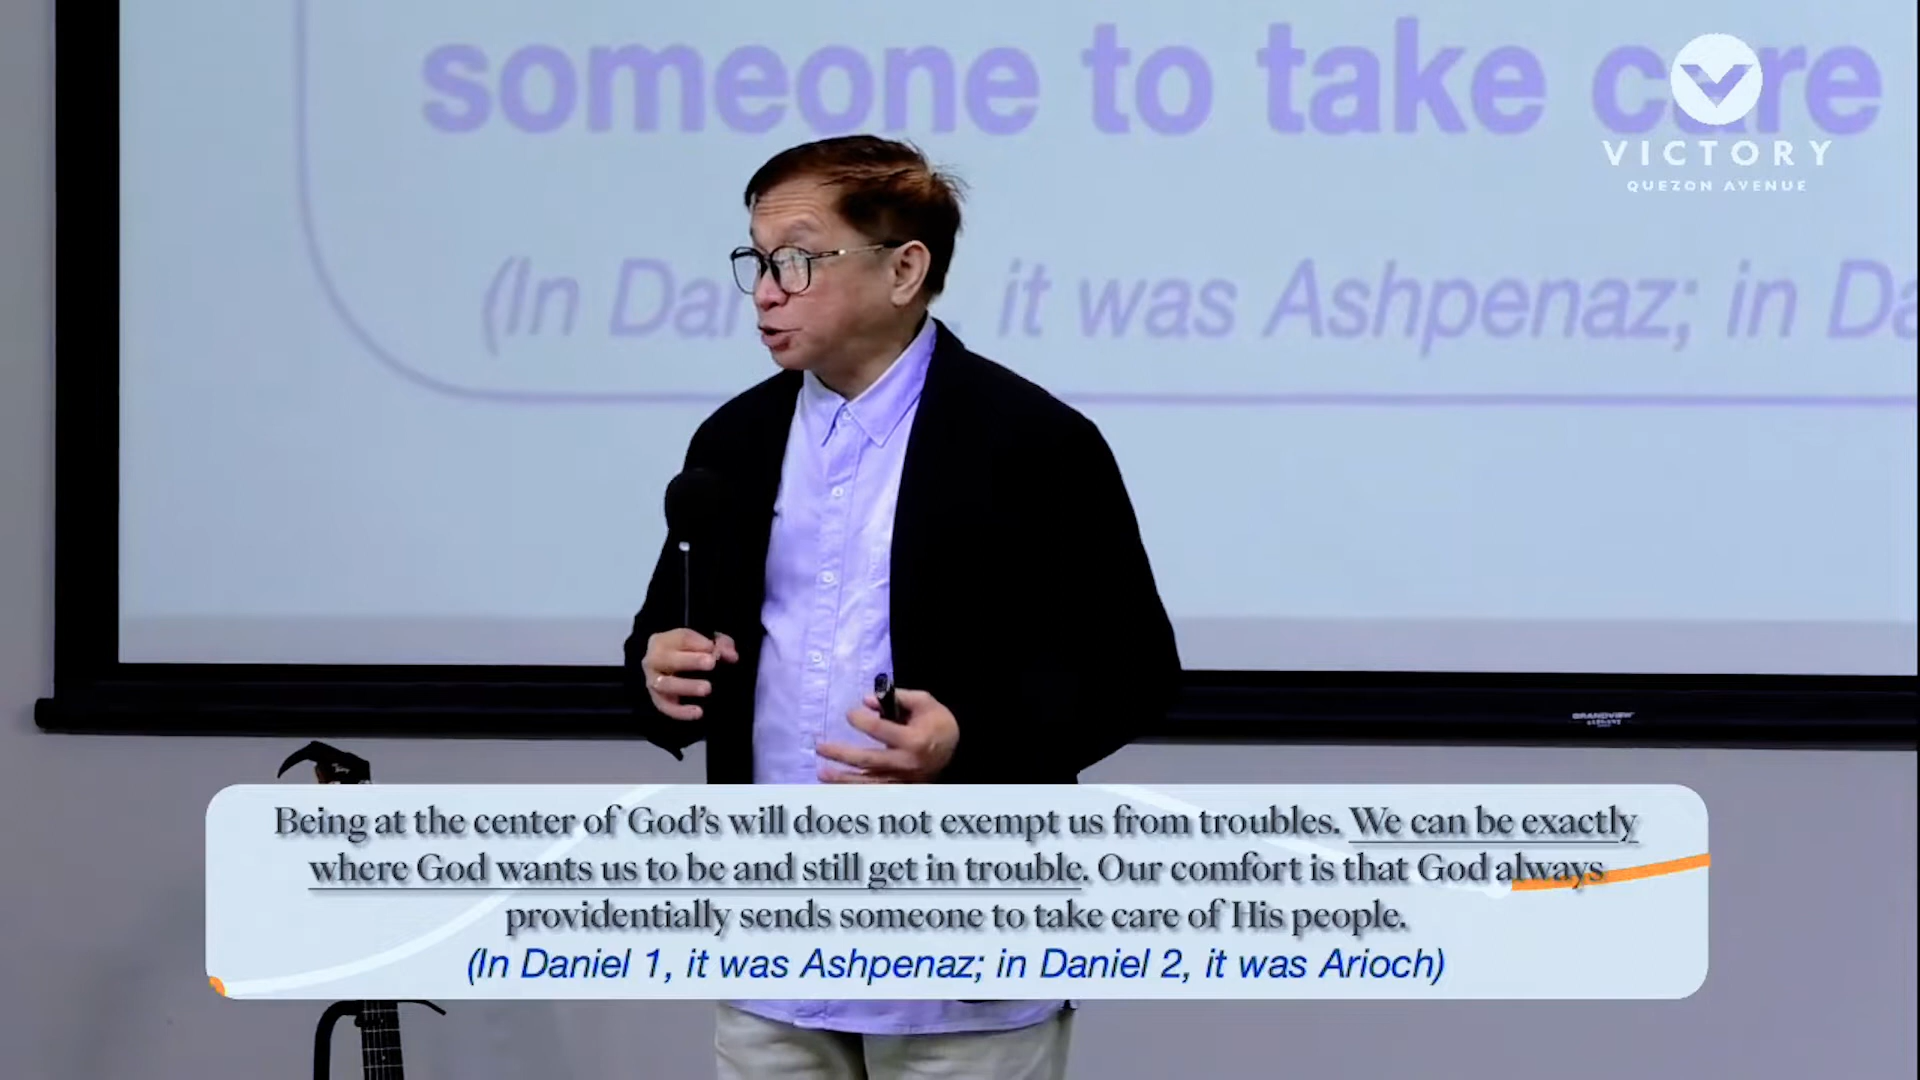 someone to take care
(In Da it was Ashpenaz; in Da
VICTORY
QUEZON AVENUE
GRANDVIEW
Being at the center of God's will does not exempt us from troubles. We can be exactly
where God wants us to be and still get in trouble. Our comfort is that God always
providentially sends someone to take care of His people.
(In Daniel 1, it was Ashpenaz; in Daniel 2, it was Arioch)